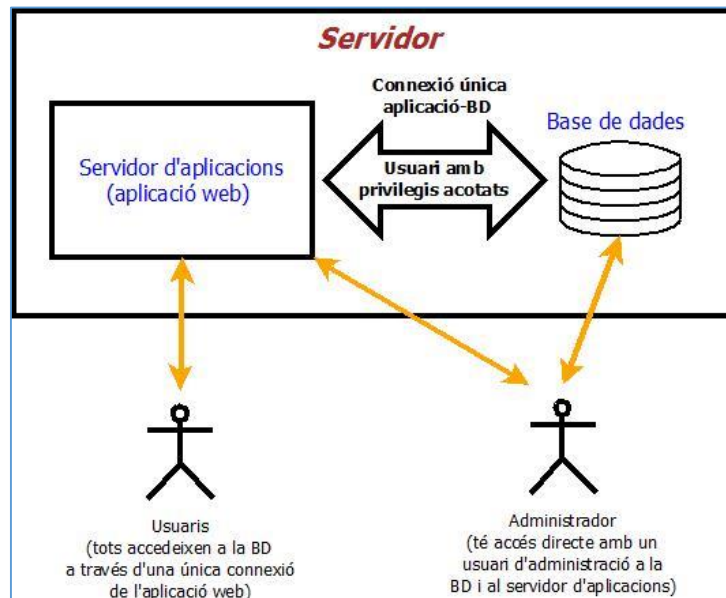 Servidor
Connexió única
aplicació-BD
Base de dades
Servidor d'aplicacions
(aplicació web)
Usuari amb
privilegis acotats
Usuaris
(tots accedeixen a la BD
a través d'una única connexió
de l'aplicació web)
Administrador
(té accés directe amb un
usuari d'administració a la
BD i al servidor d'aplicacions)